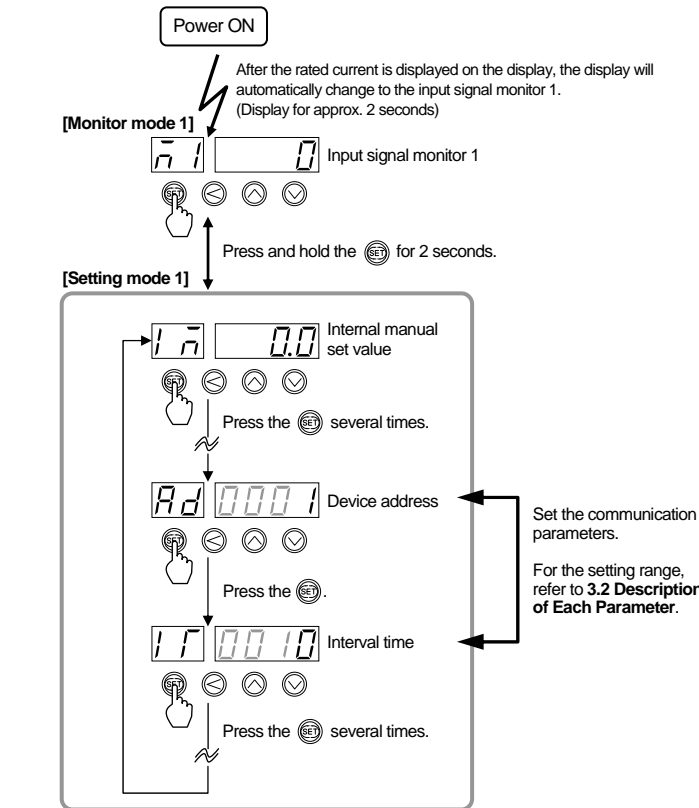 Power ON
After the rated current is displayed on the display, the display will
automatically change to the input signal monitor 1.
(Display for approx. 2 seconds)
[Monitor mode 1]
0
Input signal monitor 1
SET
Press and hold the SET for 2 seconds.
[Setting mode 1]
0.0
Internal manual
set value
SET
Press the SET several times.
Ad
0001
Device address
SET
Set the communication
parameters.
For the setting range,
refer to 3.2 Description
of Each Parameter.
Press the SET.
0010
Interval time
SET
Press the SET several times.